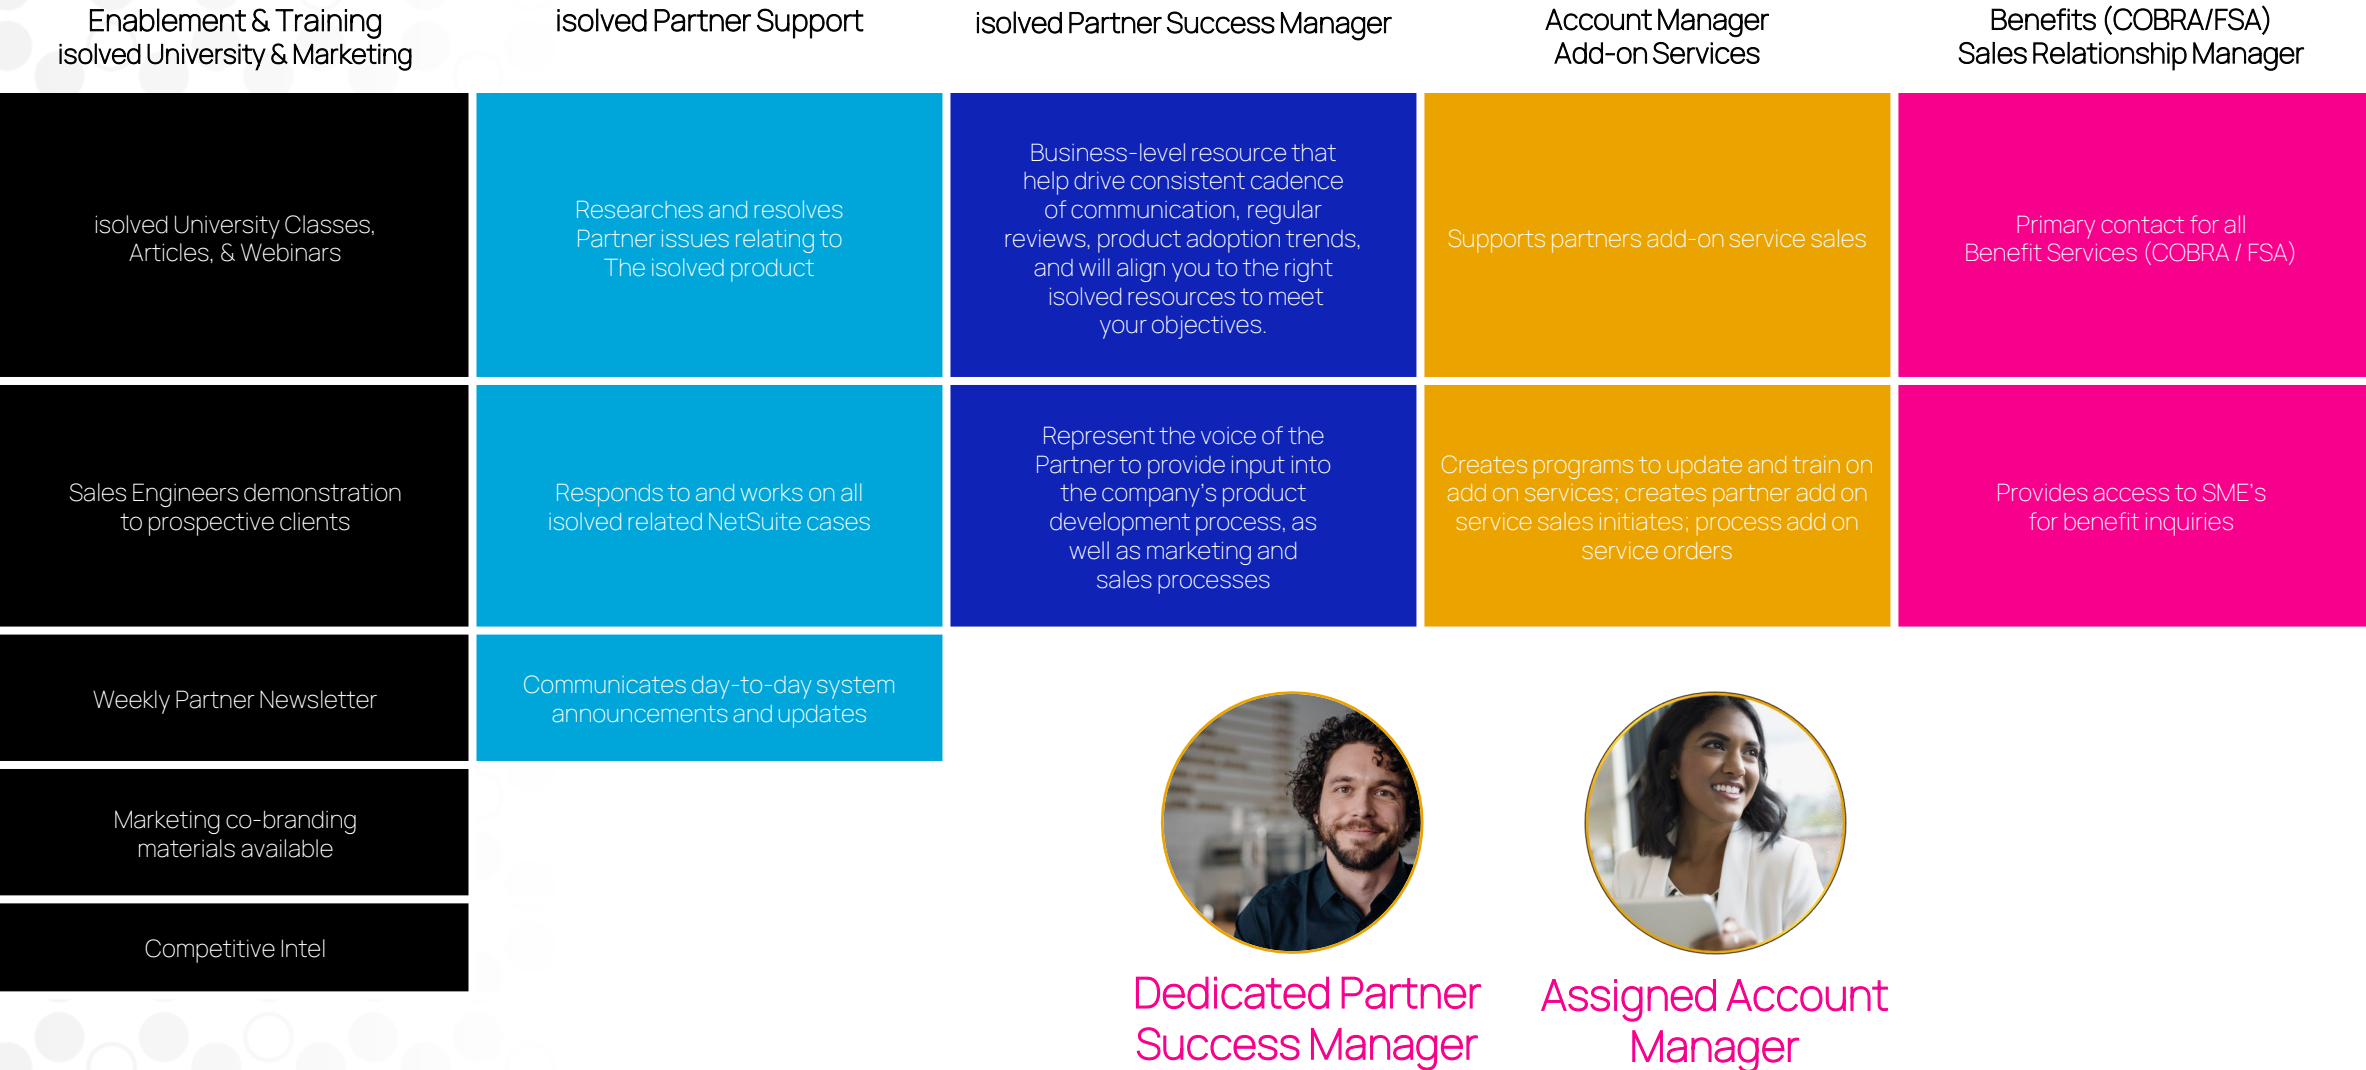 Enablement & Training
isolved University & Marketing
isolved Partner Support
isolved Partner Success Manager
Account Manager
Add-on Services
Benefits (COBRA/FSA)
Sales Relationship Manager
isolved University Classes,
Articles, & Webinars
Researches and resolves
Partner issues relating to
The isolved product
Business-level resource that
help drive consistent cadence
of communication, regular
reviews, product adoption trends,
and will align you to the right
isolved resources to meet
your objectives.
Supports partners add-on service sales
Primary contact for all
Benefit Services (COBRA / FSA)
Sales Engineers demonstration
to prospective clients
Responds to and works on all
isolved related NetSuite cases
Represent the voice of the
Partner to provide input into
the company's product
development process, as
well as marketing and
sales processes
Creates programs to update and train on
add on services; creates partner add on
service sales initiates; process add on
service orders
Provides access to SME's
for benefit inquiries
Weekly Partner Newsletter
Communicates day-to-day system
announcements and updates
Marketing co-branding
materials available
Competitive Intel
Dedicated Partner
Success Manager
Assigned Account
Manager